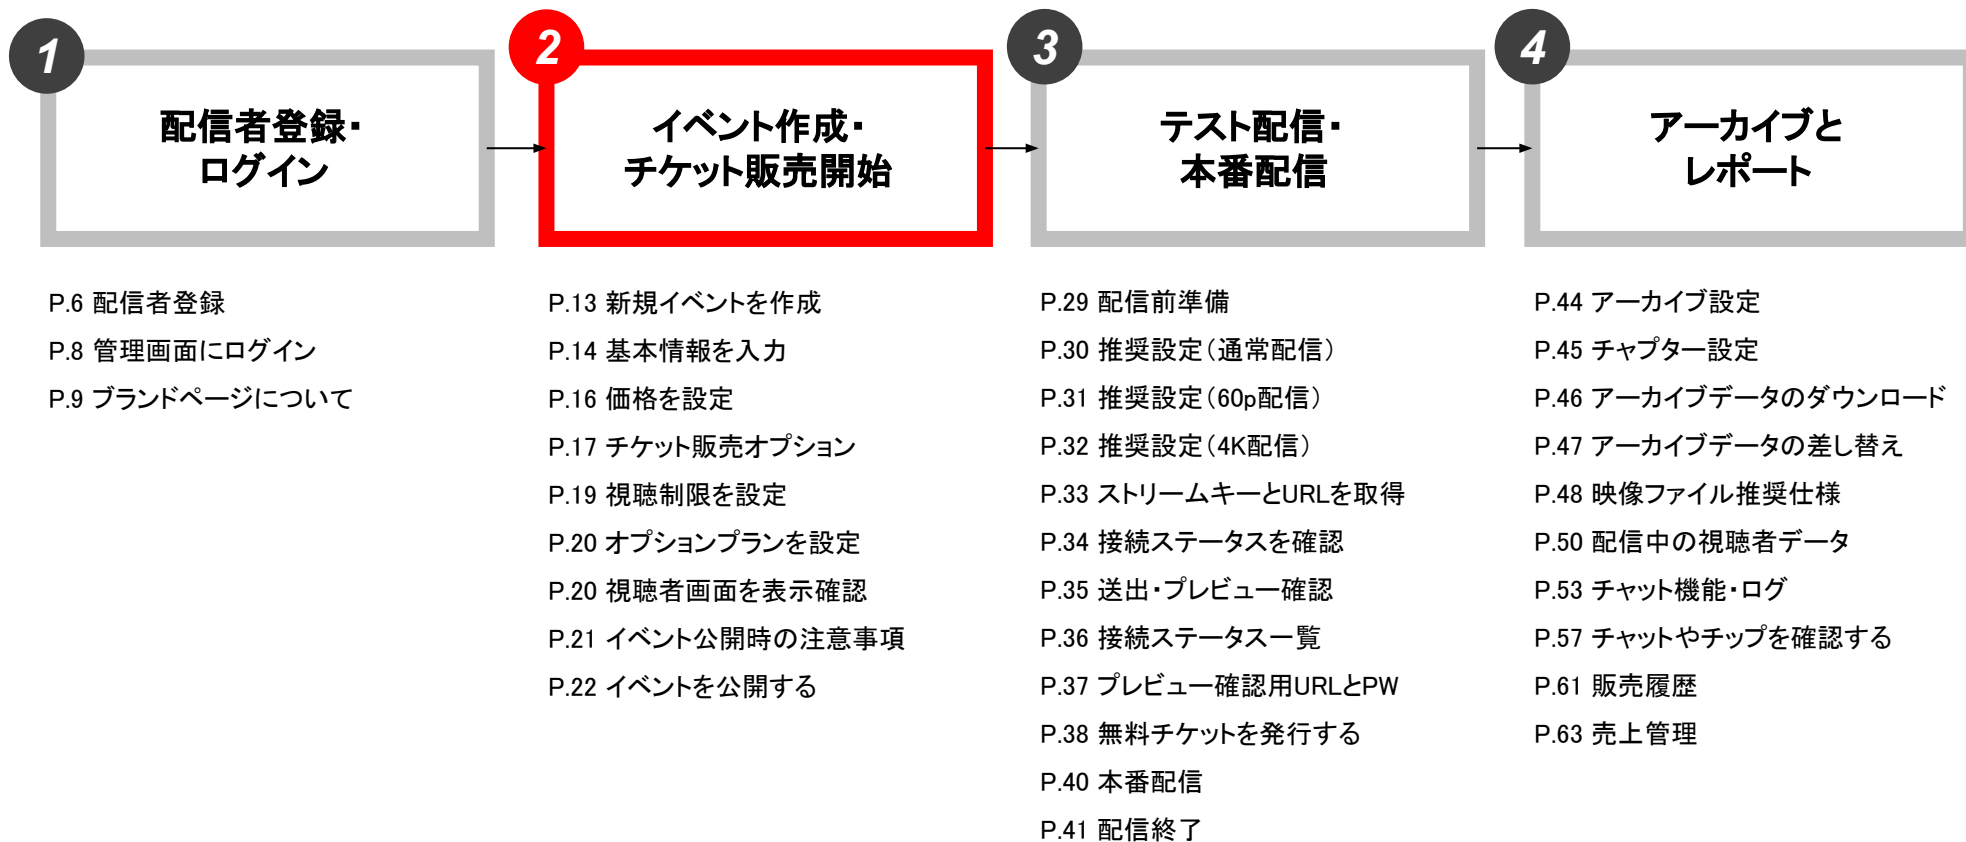 1
配信者登録・
ログイン
P.6 配信者登録
P.8 管理画面にログイン
P.9 ブランドページについて
2
イベント作成・
チケット販売開始
P.13 新規イベントを作成
P.14 基本情報を入力
P.16 価格を設定
P.17 チケット販売オプション
P.19 視聴制限を設定
P.20 オプションプランを設定
P.20 視聴者画面を表示確認
P.21 イベント公開時の注意事項
P.22 イベントを公開する
3
テスト配信・
本番配信
P.29 配信前準備
P.30 推奨設定（通常配信）
P.31 推奨設定（60p配信）
P.32 推奨設定（4K配信）
P.33 ストリームキーとURLを取得
P.34 接続ステータスを確認
P.35 送出・プレビュー確認
P.36 接続ステータス一覧
P.37 プレビュー確認用URLとPW
P.38 無料チケットを発行する
P.40 本番配信
P.41 配信終了
4
アーカイブと
レポート
P.44 アーカイブ設定
P.45 チャプター設定
P.46 アーカイブデータのダウンロード
P.47 アーカイブデータの差し替え
P.48 映像ファイル推奨仕様
P.50 配信中の視聴者データ
P.53 チャット機能・ログ
P.57 チャットやチップを確認する
P.61 販売履歴
P.63 売上管理